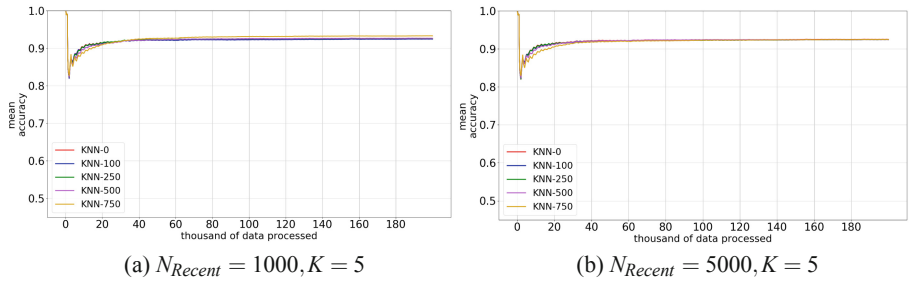 1.0
0.9
0.8
0.7
0.6
0.5
mean
accuracy
KNN-0
KNN-100
KNN-250
KNN-500
KNN-750
0 20 40 60 80 100 120 140 160 180
thousand of data processed
(a) N_Recent = 1000, K = 5
1.0
0.9
0.8
0.7
0.6
0.5
mean
accuracy
KNN-0
KNN-100
KNN-250
KNN-500
KNN-750
0 20 40 60 80 100 120 140 160 180
thousand of data processed
(b) N_Recent = 5000, K = 5